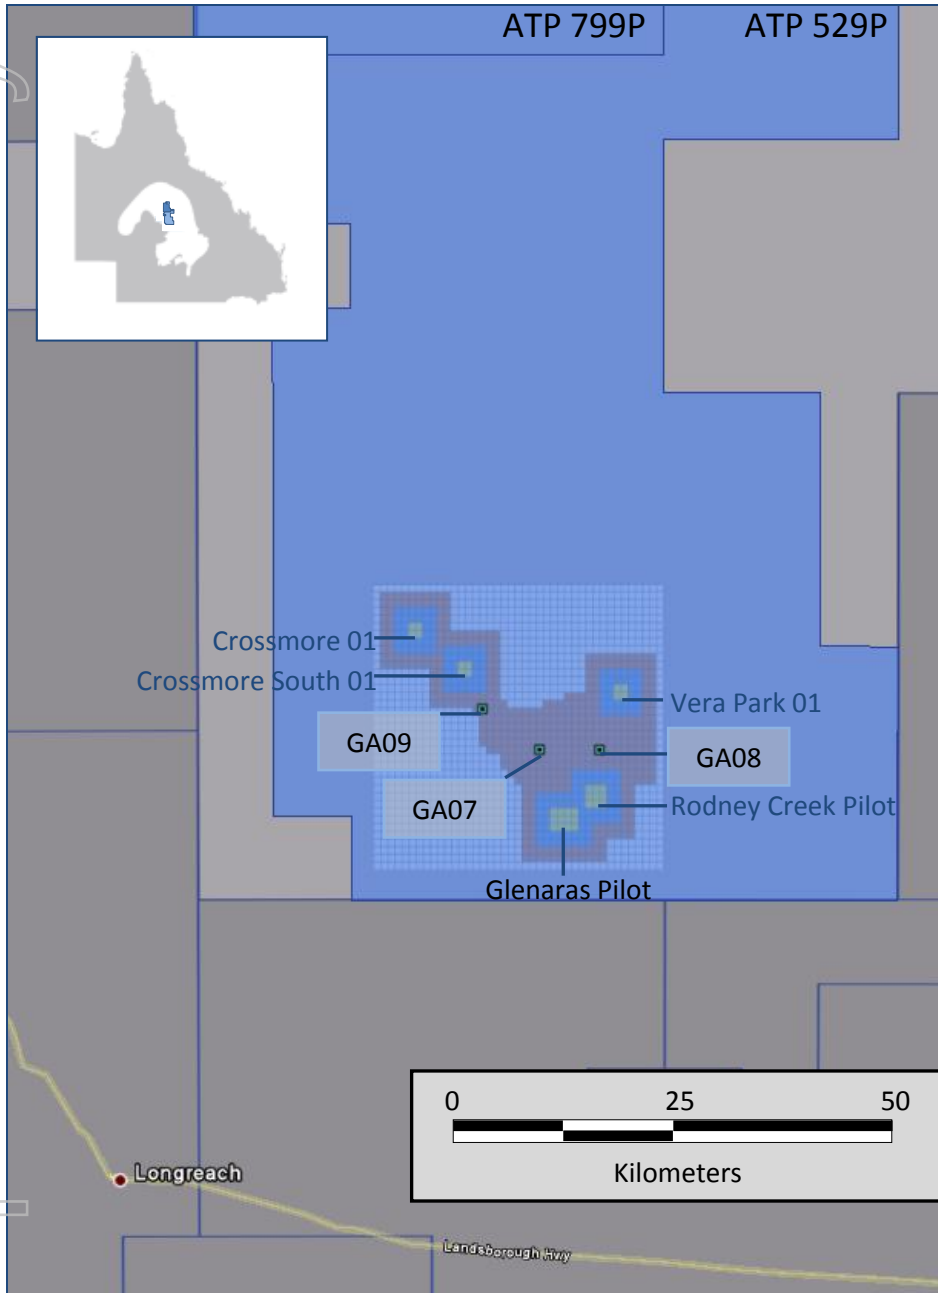 ATP 799P
ATP 529P
Crossmore 01
Crossmore South 01
Vera Park 01
GA09
GA08
GA07
Rodney Creek Pilot
Glenaras Pilot
0 25 50
Kilometers
Longreach
Landsborough Hwy